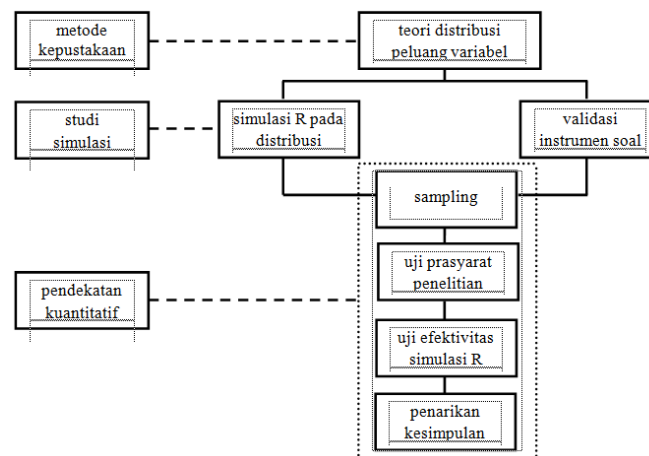 metode
kepustakaan
teori distribusi
peluang variabel
studi
simulasi
simulasi R pada
distribusi
validasi
instrumen soal
sampling
uji prasyarat
penelitian
pendekatan
kuantitatif
uji efektivitas
simulasi R
penarikan
kesimpulan